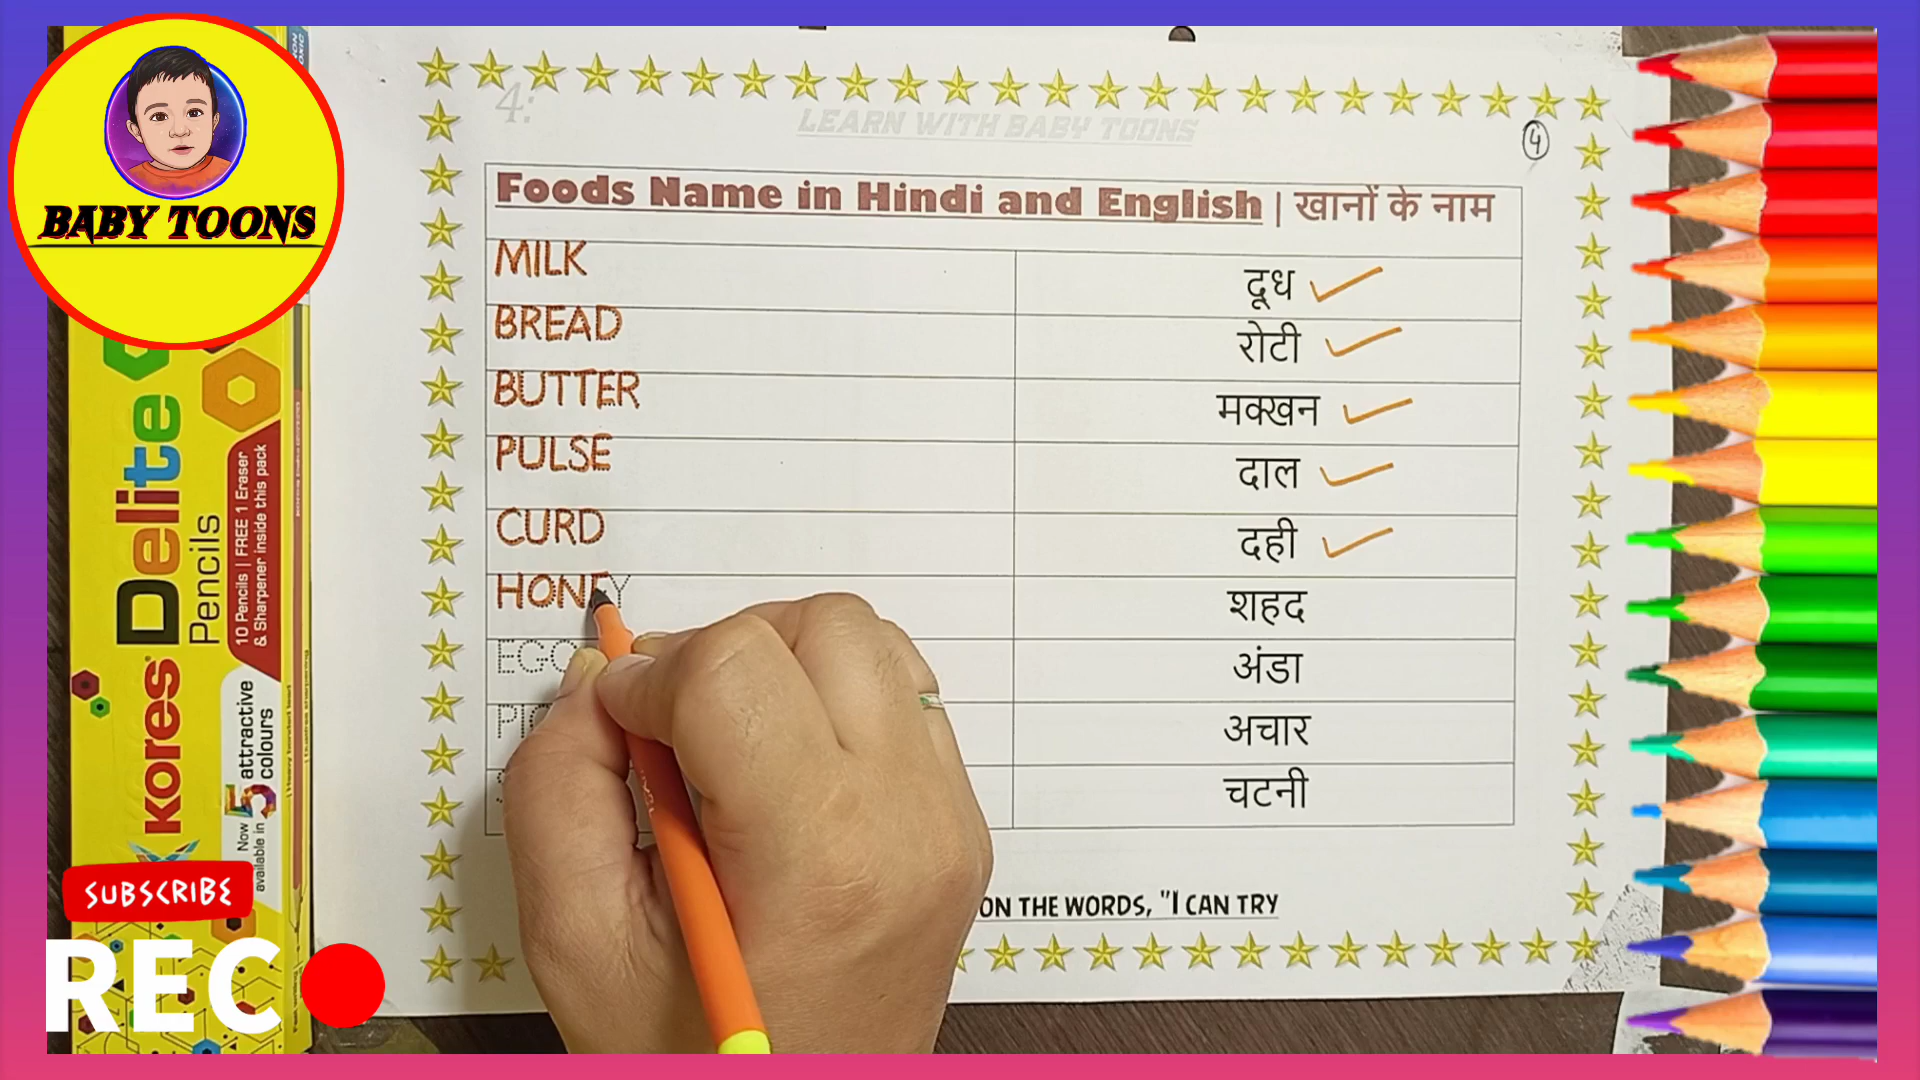 BABY TOONS
4:
LEARN WITH BABY TOONS
4
Foods Name in Hindi and English | खानों के नाम
MILK दूध
BREAD रोटी
BUTTER मक्खन
PULSE दाल
CURD दही
HONEY शहद
EGG अंडा
अचार
चटनी
ON THE WORDS, "I CAN TRY
Kores Delite
Pencils
10 Pencils | FREE 1 Eraser
& Sharpener inside this pack
Now available in 5 attractive colours
SUBSCRIBE
REC